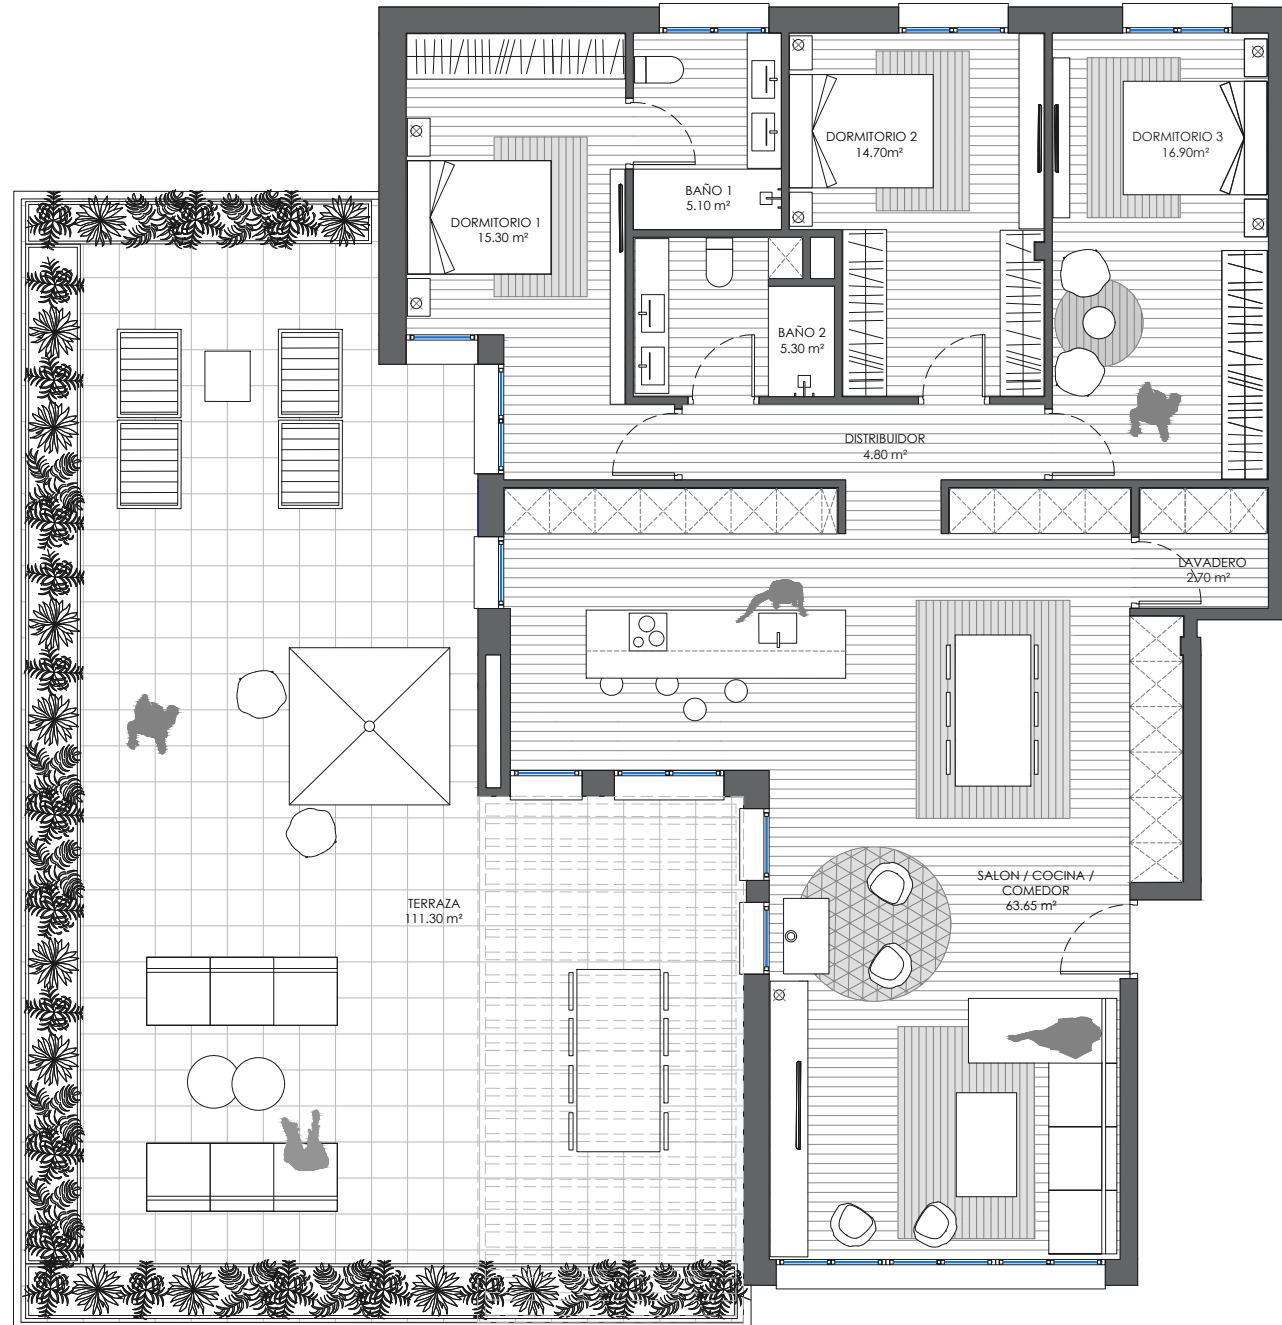 DORMITORIO 2
14.70m²
DORMITORIO 3
16.90m²
BAÑO 1
5.10 m²
DORMITORIO 1
15.30 m²
BAÑO 2
5.30 m²
DISTRIBUIDOR
4.80 m²
LAVADERO
2.70 m²
SALON / COCINA /
COMEDOR
63.65 m²
TERRAZA
111.30 m²